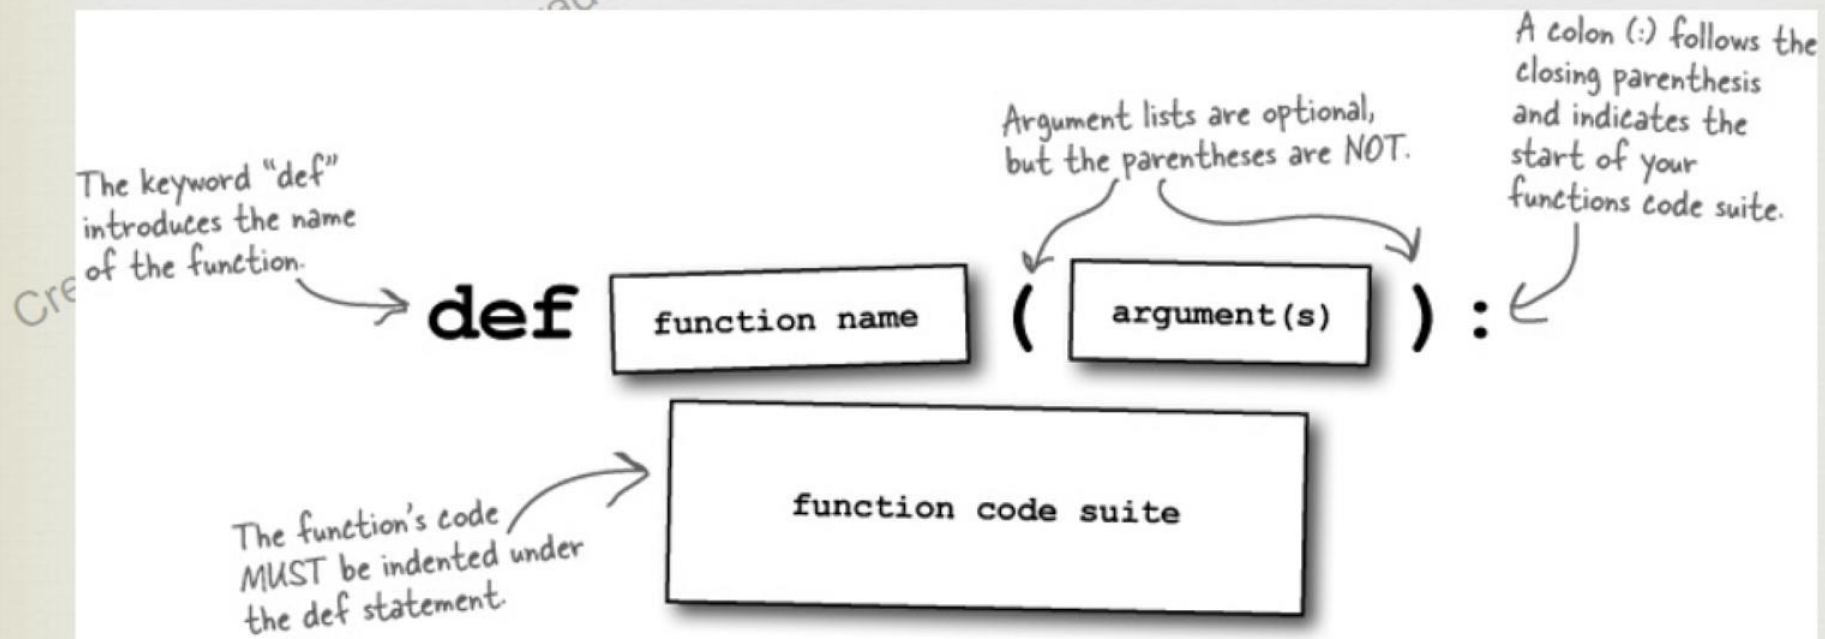 A colon (:) follows the
closing parenthesis
and indicates the
start of your
functions code suite.
Argument lists are optional,
but the parentheses are NOT.
The keyword "def"
introduces the name
of the function.
def function name ( argument(s) ) :
function code suite
The function's code
MUST be indented under
the def statement.